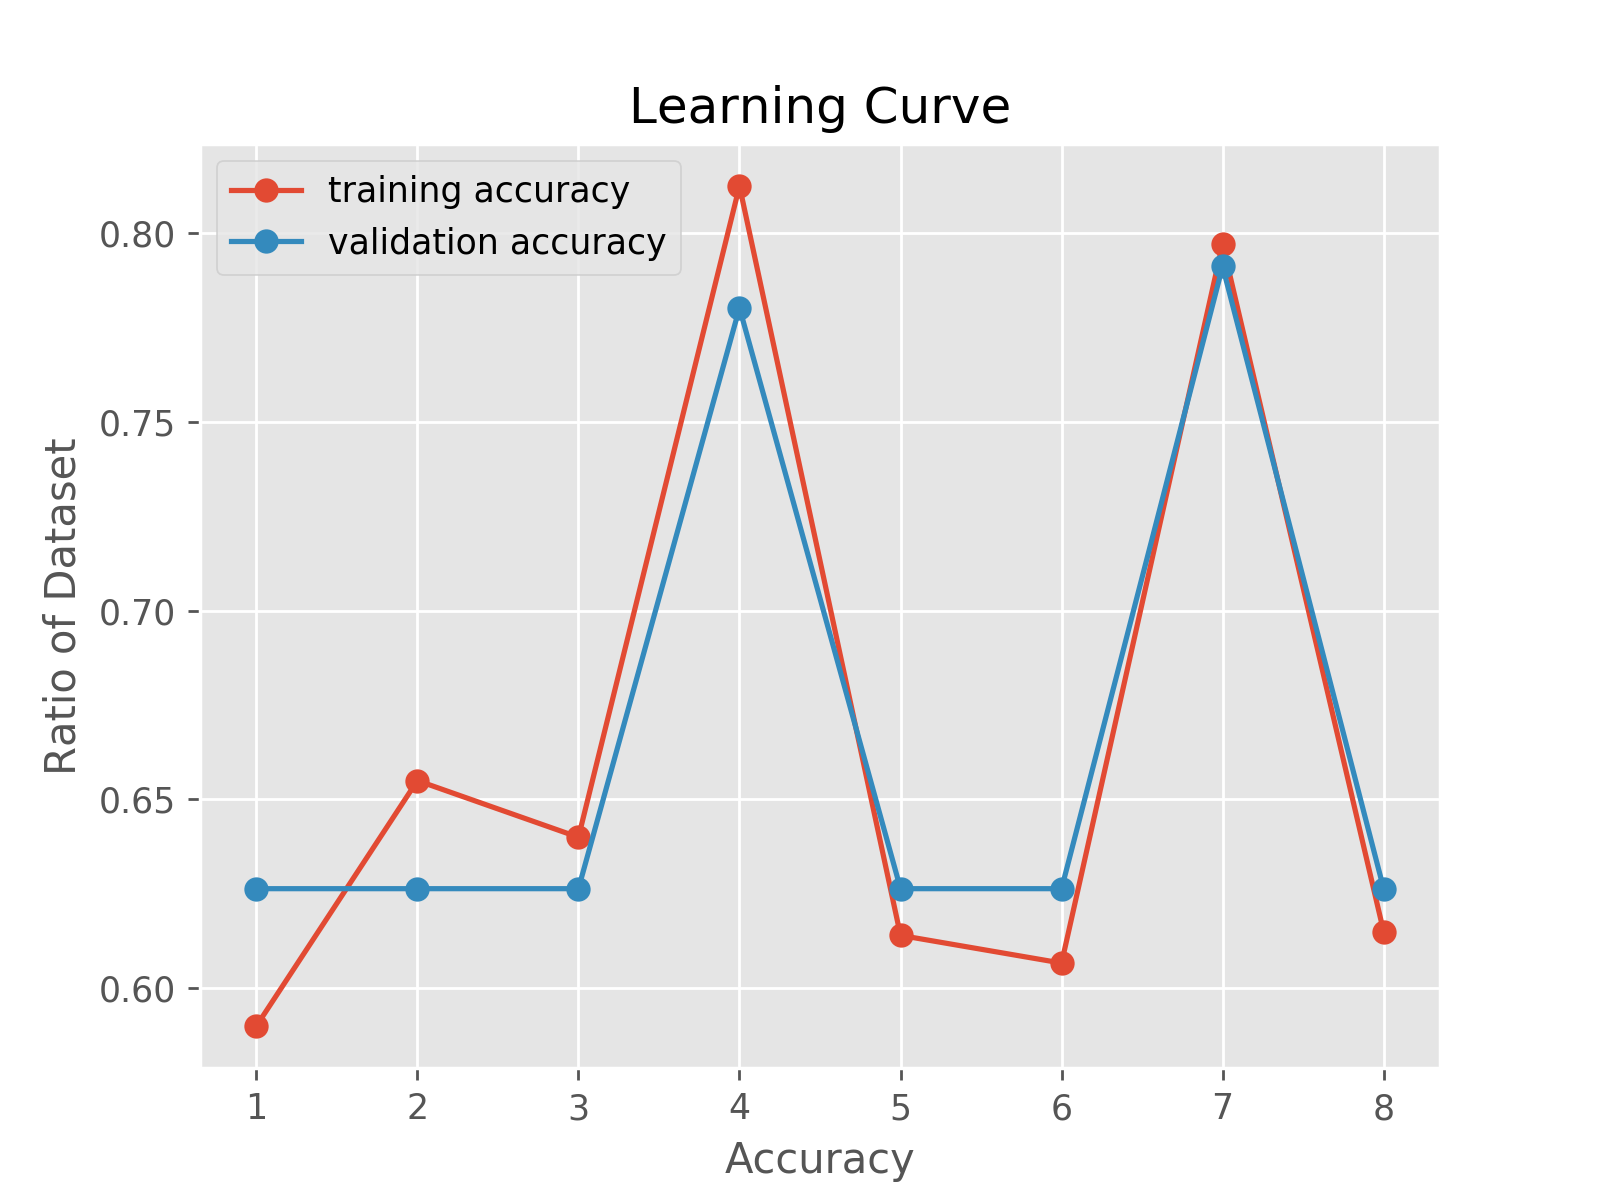 Learning Curve
training accuracy
validation accuracy
0.80
0.75
0.70
0.65
0.60
Ratio of Dataset
1 2 3 4 5 6 7 8
Accuracy